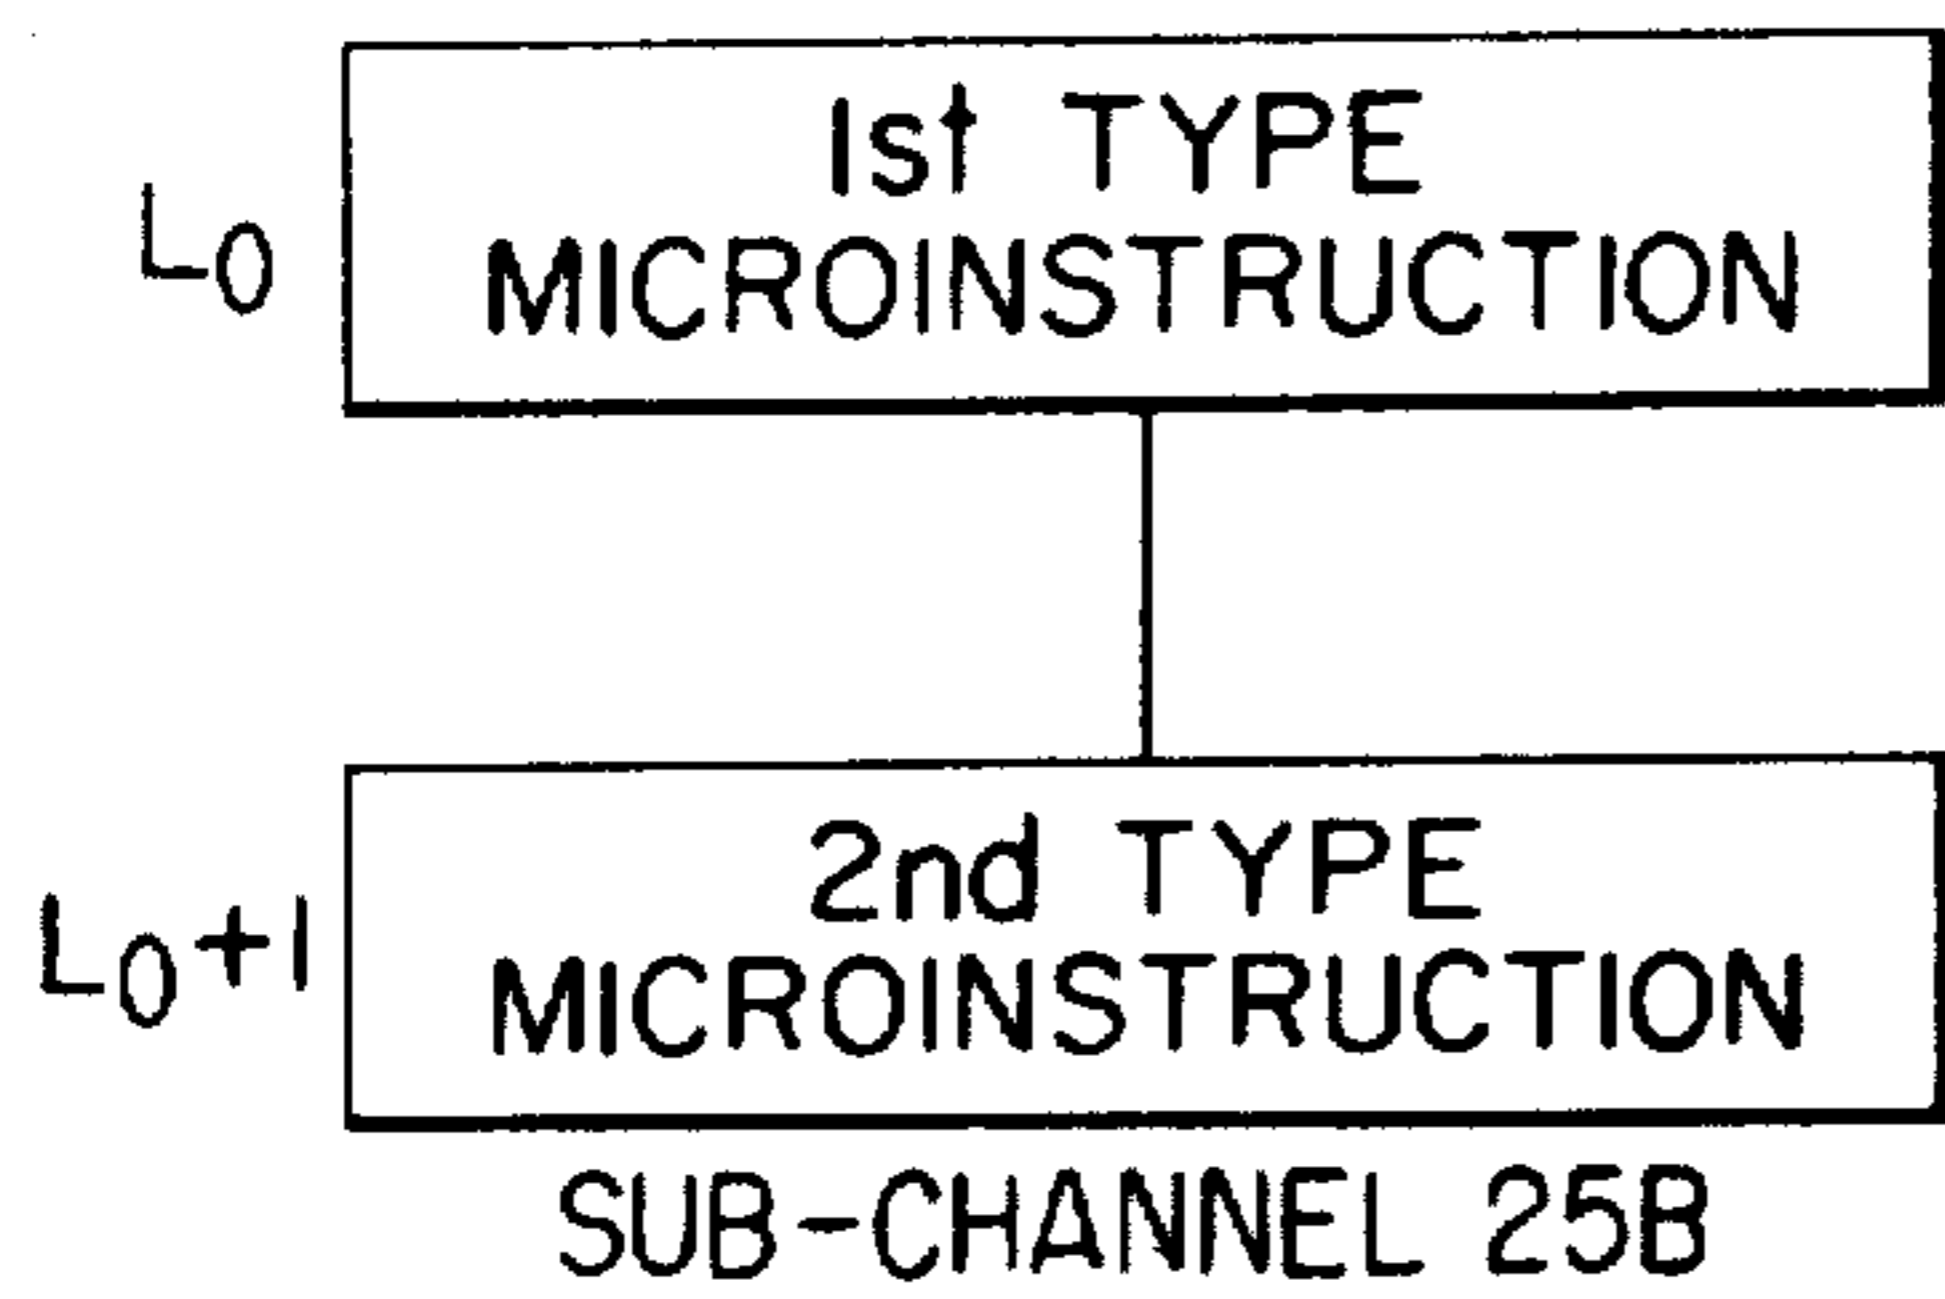 1st TYPE
L0 MICROINSTRUCTION
2nd TYPE
L0+1 MICROINSTRUCTION
SUB-CHANNEL 25B